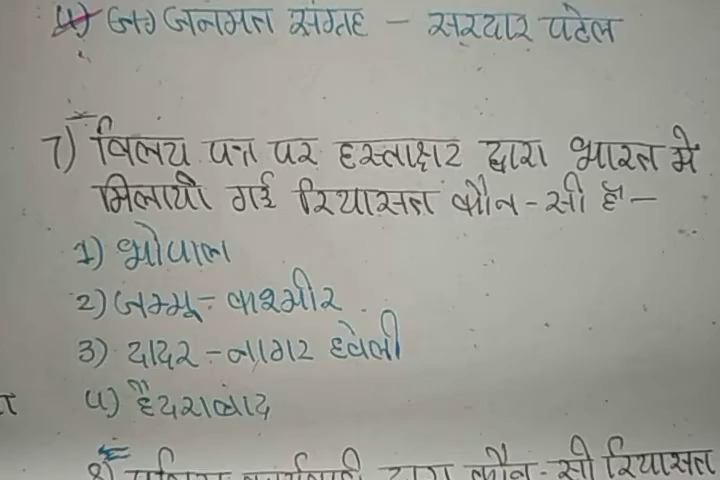 4) जन जनमत संग्रह - सरदार पटेल
7) विलय पत्र पर हस्ताक्षर द्वारा भारत में
मिलायी गई रियासत कौन-सी है -
1) भोपाल
2) जम्मू-कश्मीर
3) दादर-नागर हवेली
4) हैदराबाद
8) कौन-सी रियासत